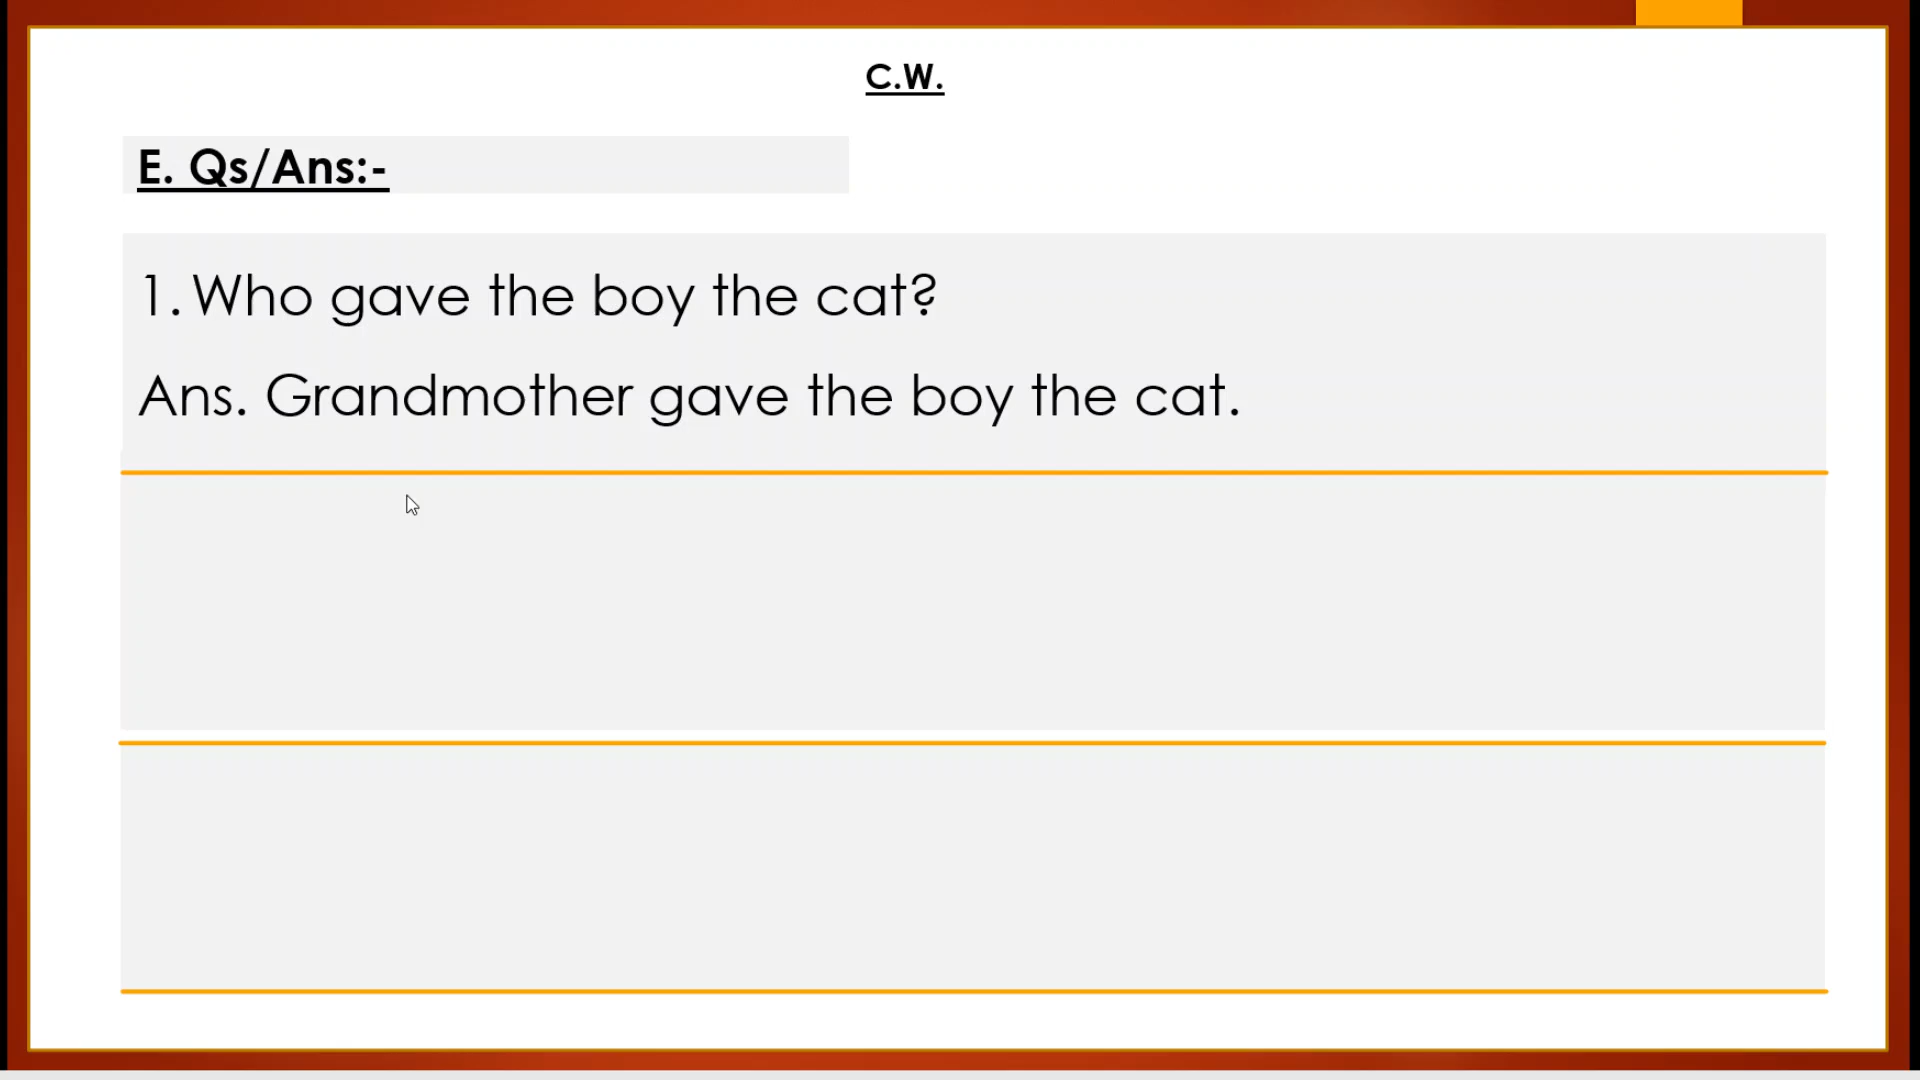 C.W.
E. Qs/Ans:-
1. Who gave the boy the cat?
Ans. Grandmother gave the boy the cat.